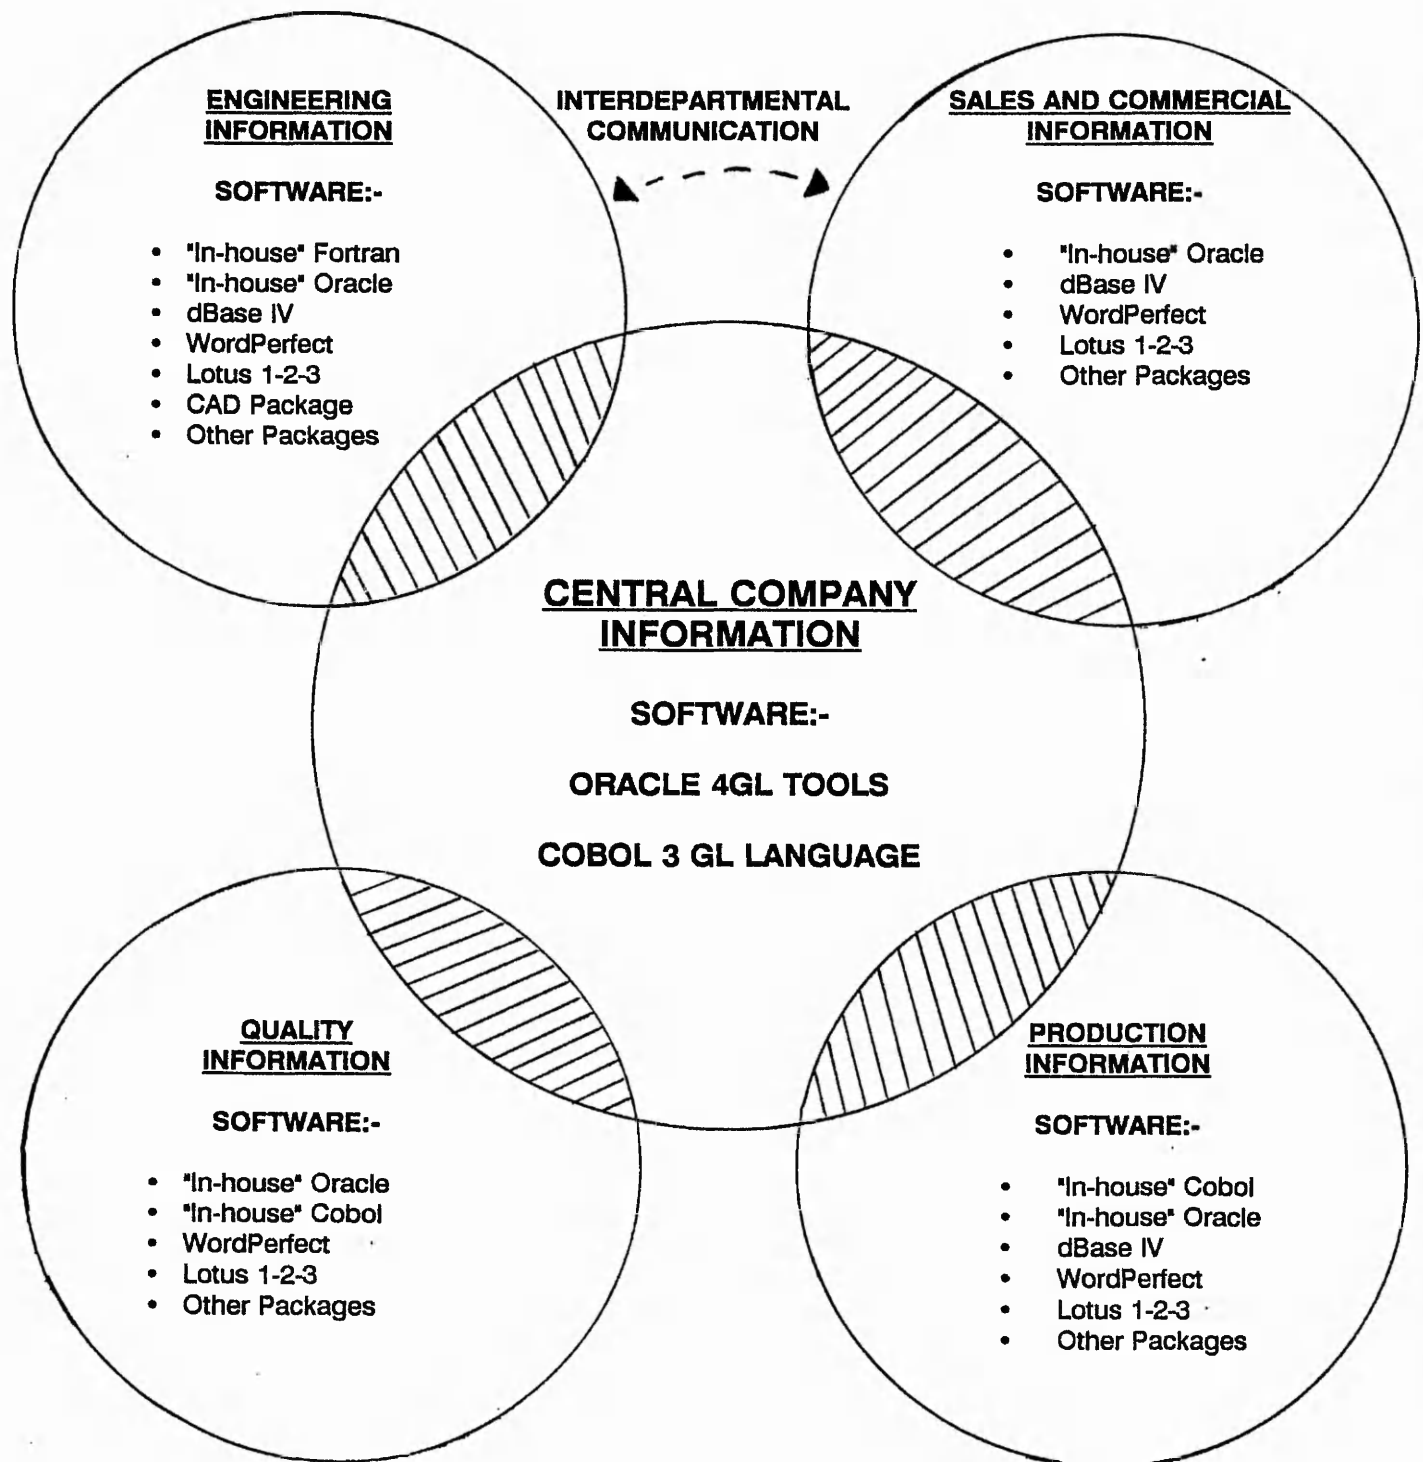 ENGINEERING
INFORMATION
SOFTWARE:-
• "In-house" Fortran
• "In-house" Oracle
• dBase IV
• WordPerfect
• Lotus 1-2-3
• CAD Package
• Other Packages
INTERDEPARTMENTAL
COMMUNICATION
SALES AND COMMERCIAL
INFORMATION
SOFTWARE:-
• "In-house" Oracle
• dBase IV
• WordPerfect
• Lotus 1-2-3
• Other Packages
CENTRAL COMPANY
INFORMATION
SOFTWARE:-
ORACLE 4GL TOOLS
COBOL 3 GL LANGUAGE
QUALITY
INFORMATION
SOFTWARE:-
• "In-house" Oracle
• "In-house" Cobol
• WordPerfect
• Lotus 1-2-3
• Other Packages
PRODUCTION
INFORMATION
SOFTWARE:-
• "In-house" Cobol
• "In-house" Oracle
• dBase IV
• WordPerfect
• Lotus 1-2-3
• Other Packages